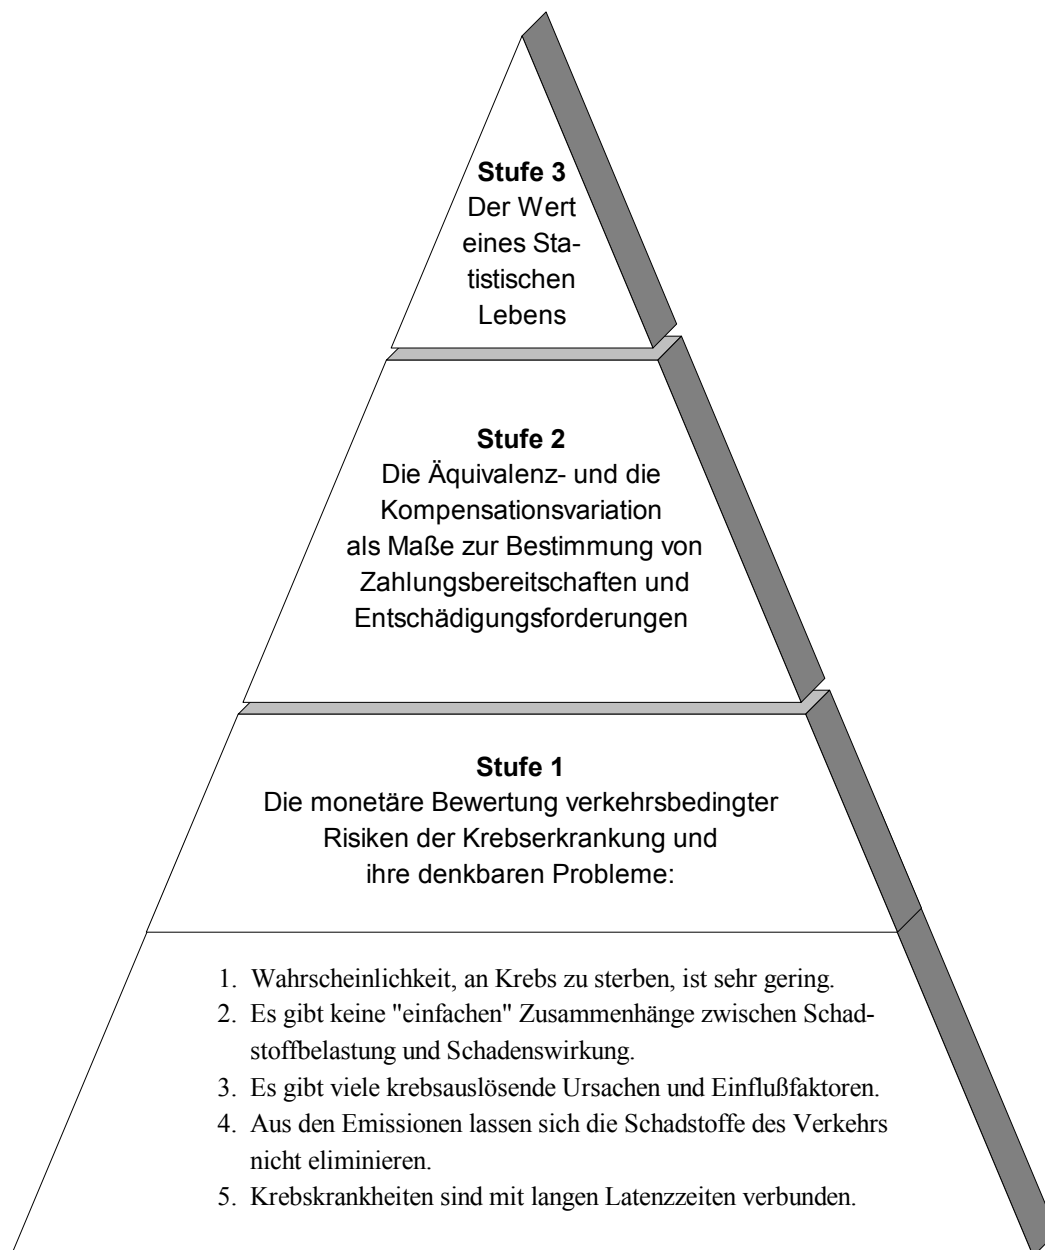 Stufe 3
Der Wert
eines Sta-
tistischen
Lebens
Stufe 2
Die Äquivalenz- und die
Kompensationsvariation
als Maße zur Bestimmung von
Zahlungsbereitschaften und
Entschädigungsforderungen
Stufe 1
Die monetäre Bewertung verkehrsbedingter
Risiken der Krebserkrankung und
ihre denkbaren Probleme:
1. Wahrscheinlichkeit, an Krebs zu sterben, ist sehr gering.
2. Es gibt keine "einfachen" Zusammenhänge zwischen Schad-
stoffbelastung und Schadenswirkung.
3. Es gibt viele krebsauslösende Ursachen und Einflußfaktoren.
4. Aus den Emissionen lassen sich die Schadstoffe des Verkehrs
nicht eliminieren.
5. Krebskrankheiten sind mit langen Latenzzeiten verbunden.